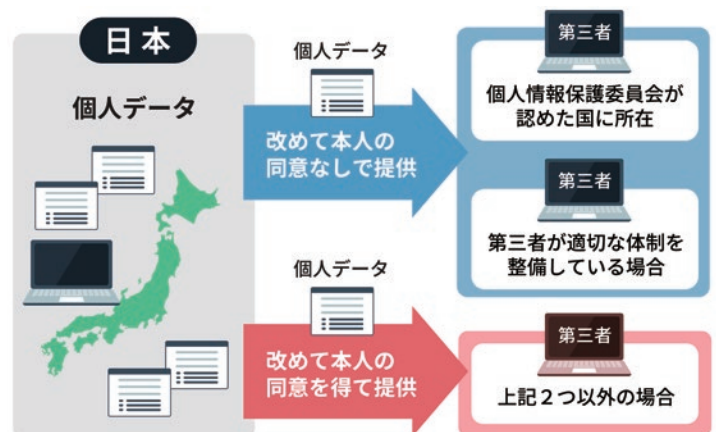 日本
個人データ
個人データ
改めて本人の
同意なしで提供
第三者
個人情報保護委員会が
認めた国に所在
第三者
第三者が適切な体制を
整備している場合
個人データ
改めて本人の
同意を得て提供
第三者
上記2つ以外の場合